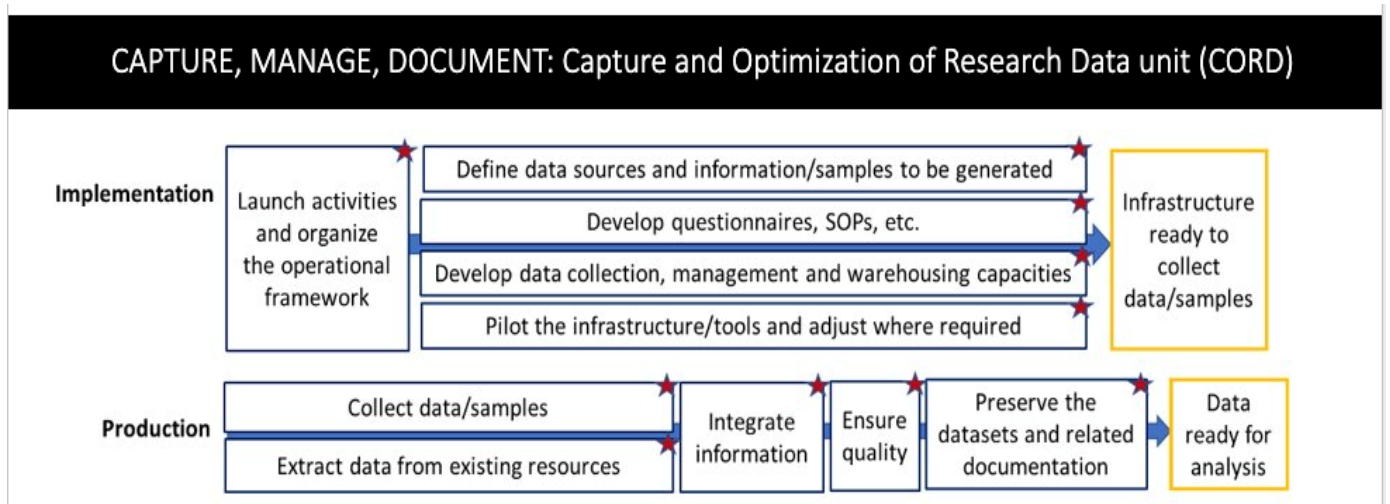 CAPTURE, MANAGE, DOCUMENT: Capture and Optimization of Research Data unit (CORD)
Implementation
Launch activities
and organize
the operational
framework
Define data sources and information/samples to be generated
Develop questionnaires, SOPs, etc.
Develop data collection, management and warehousing capacities
Pilot the infrastructure/tools and adjust where required
Infrastructure
ready to
collect
data/samples
Production
Collect data/samples
Extract data from existing resources
Integrate
information
Ensure
quality
Preserve the
datasets and related
documentation
Data
ready for
analysis